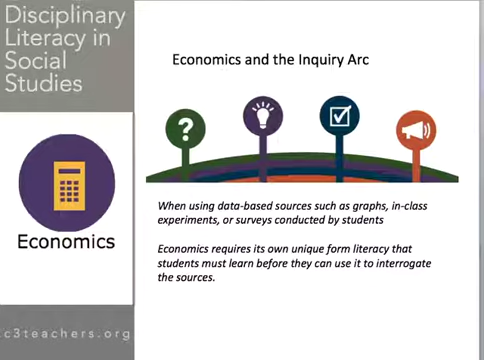 Disciplinary
Literacy in
Social
Studies
Economics
c3teachers.org
Economics and the Inquiry Arc
?
When using data-based sources such as graphs, in-class
experiments, or surveys conducted by students
Economics requires its own unique form literacy that
students must learn before they can use it to interrogate
the sources.